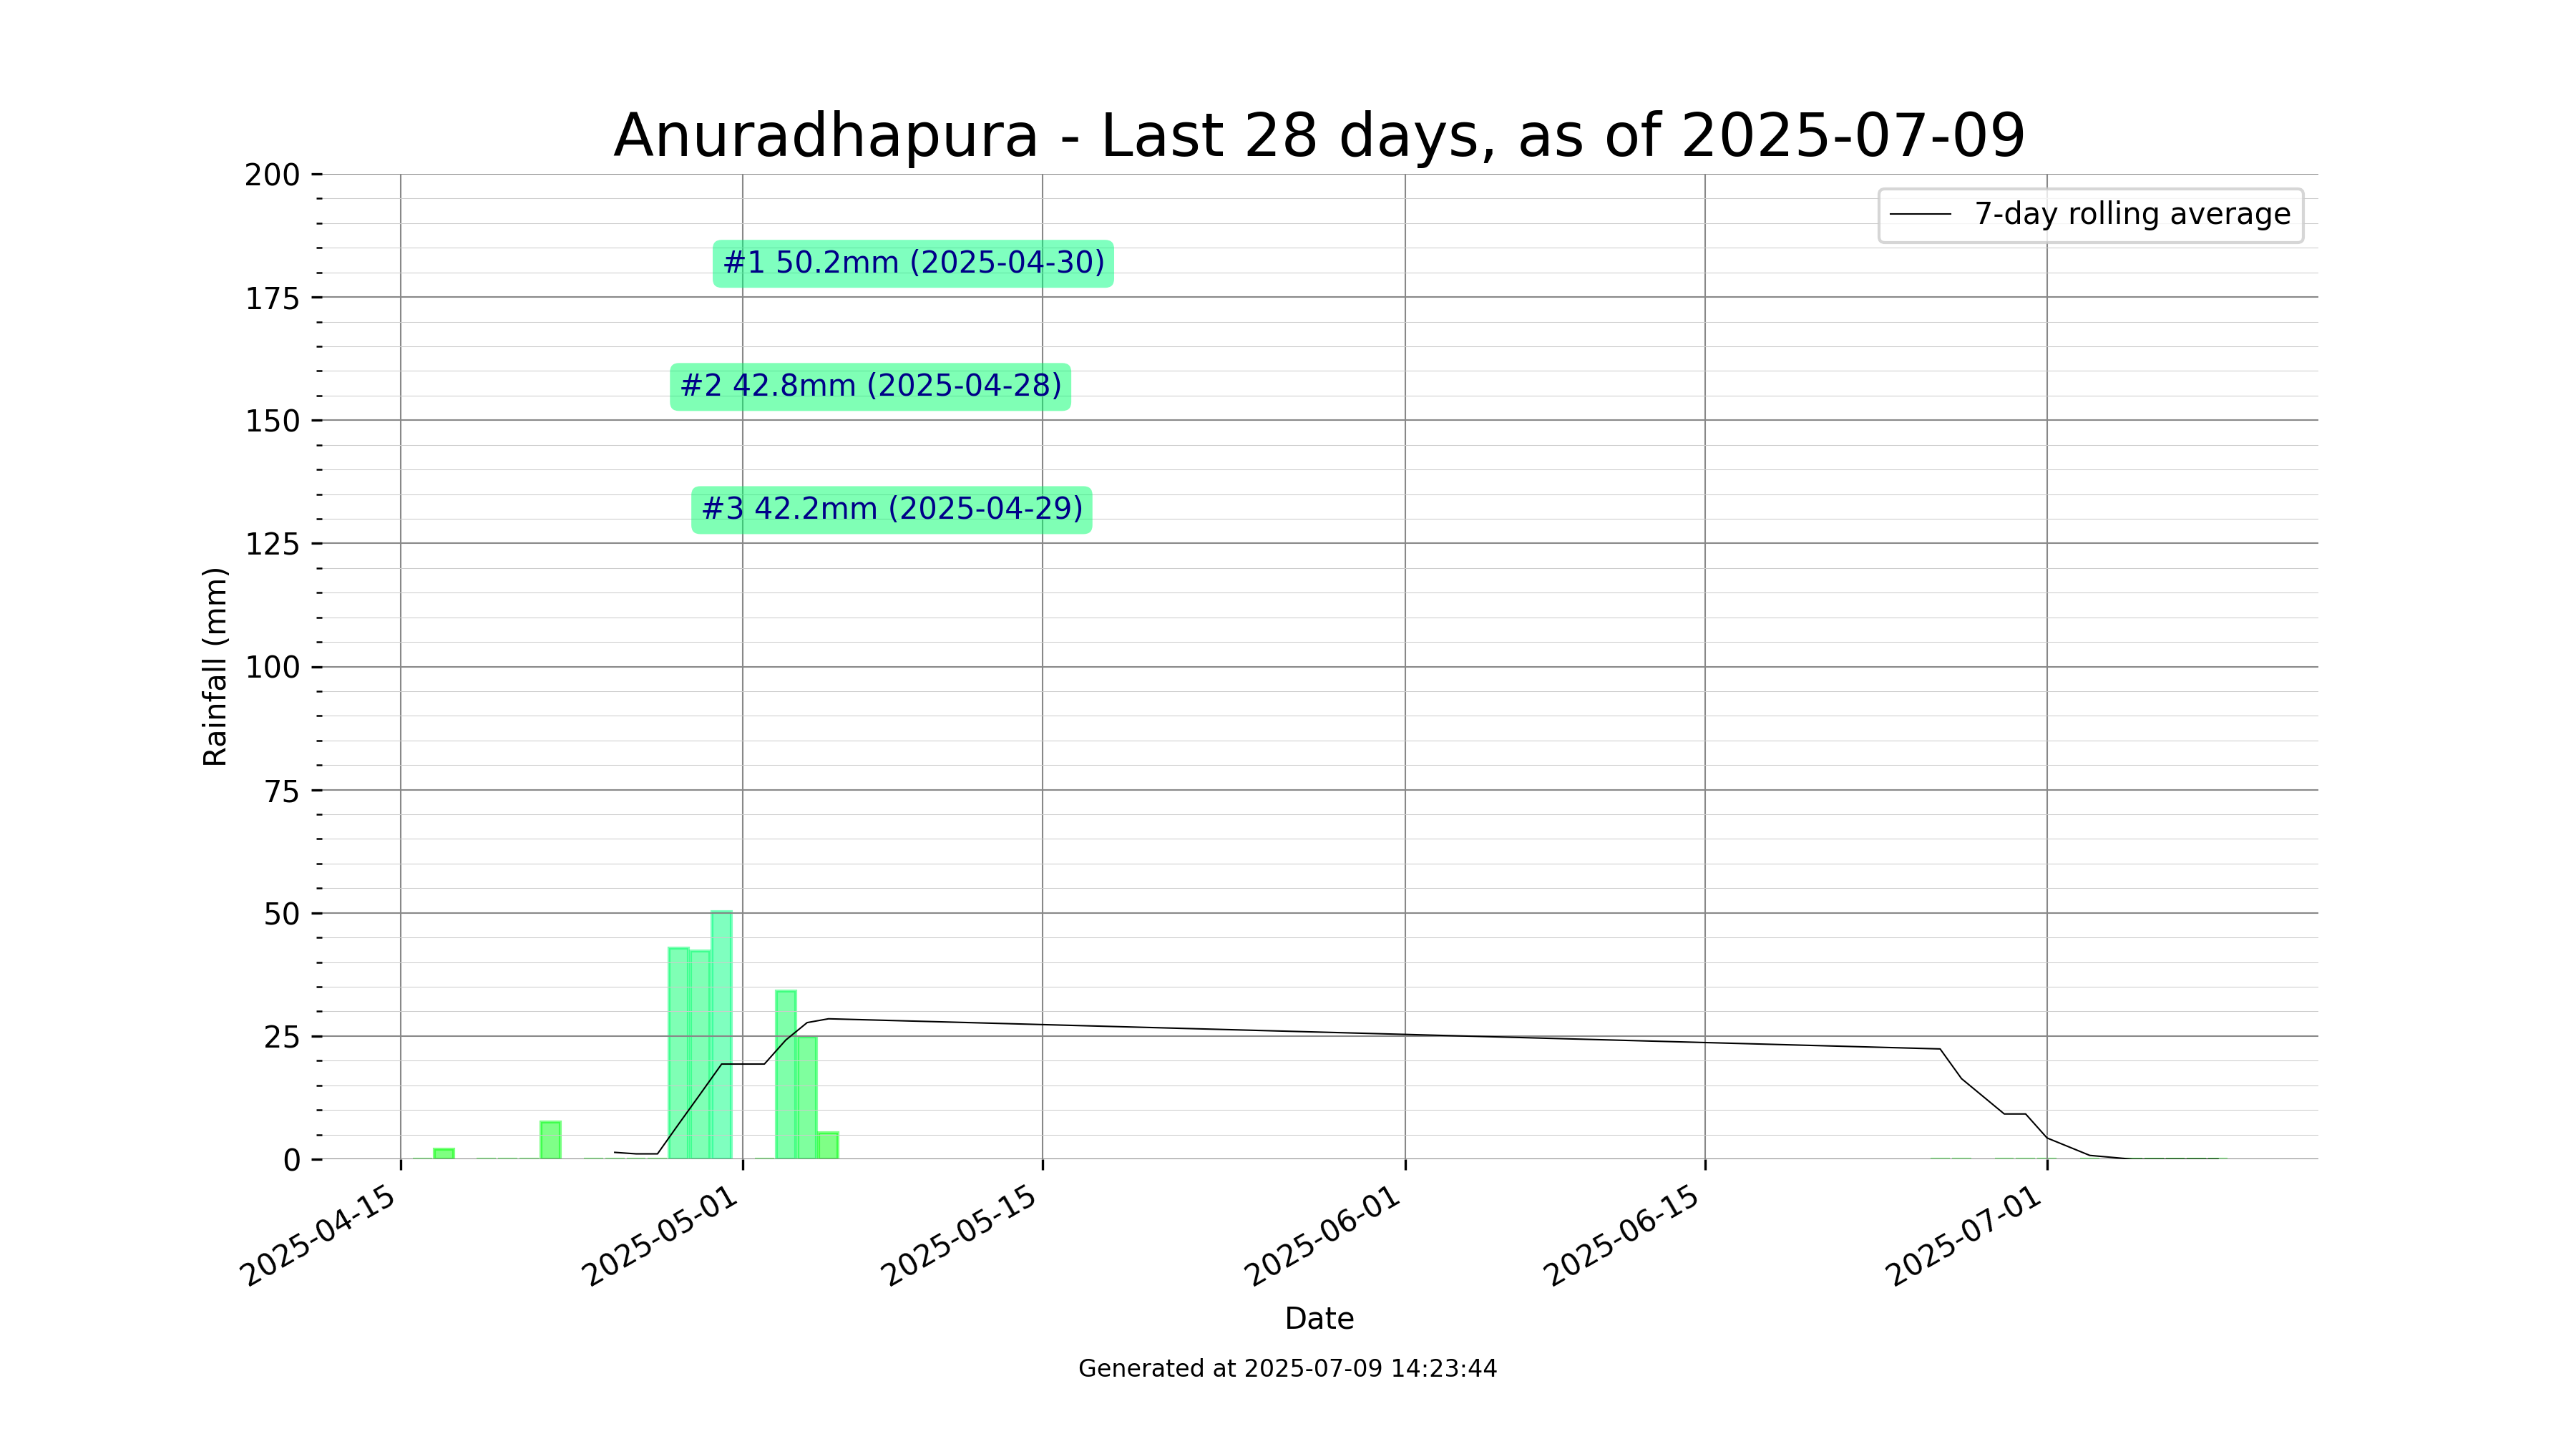 Anuradhapura - Last 28 days, as of 2025-07-09
200
175
150
125
100
75
50
25
0
Rainfall (mm)
7-day rolling average
#1 50.2mm (2025-04-30)
#2 42.8mm (2025-04-28)
#3 42.2mm (2025-04-29)
2025-04-15
2025-05-01
2025-05-15
2025-06-01
2025-06-15
2025-07-01
Date
Generated at 2025-07-09 14:23:44